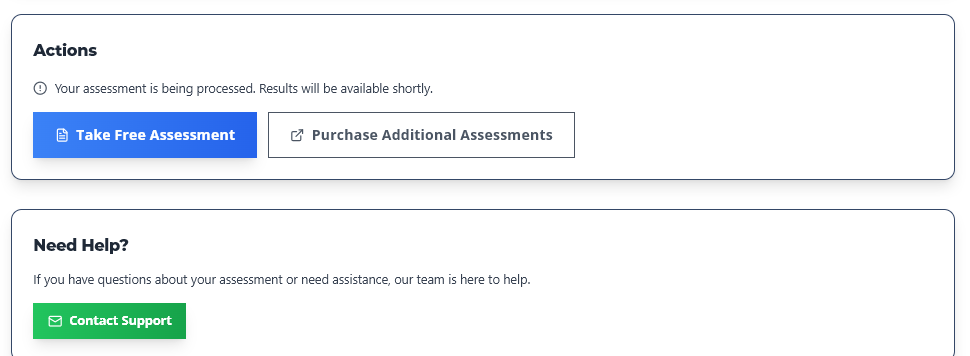 Actions
Your assessment is being processed. Results will be available shortly.
Take Free Assessment
Purchase Additional Assessments
Need Help?
If you have questions about your assessment or need assistance, our team is here to help.
Contact Support